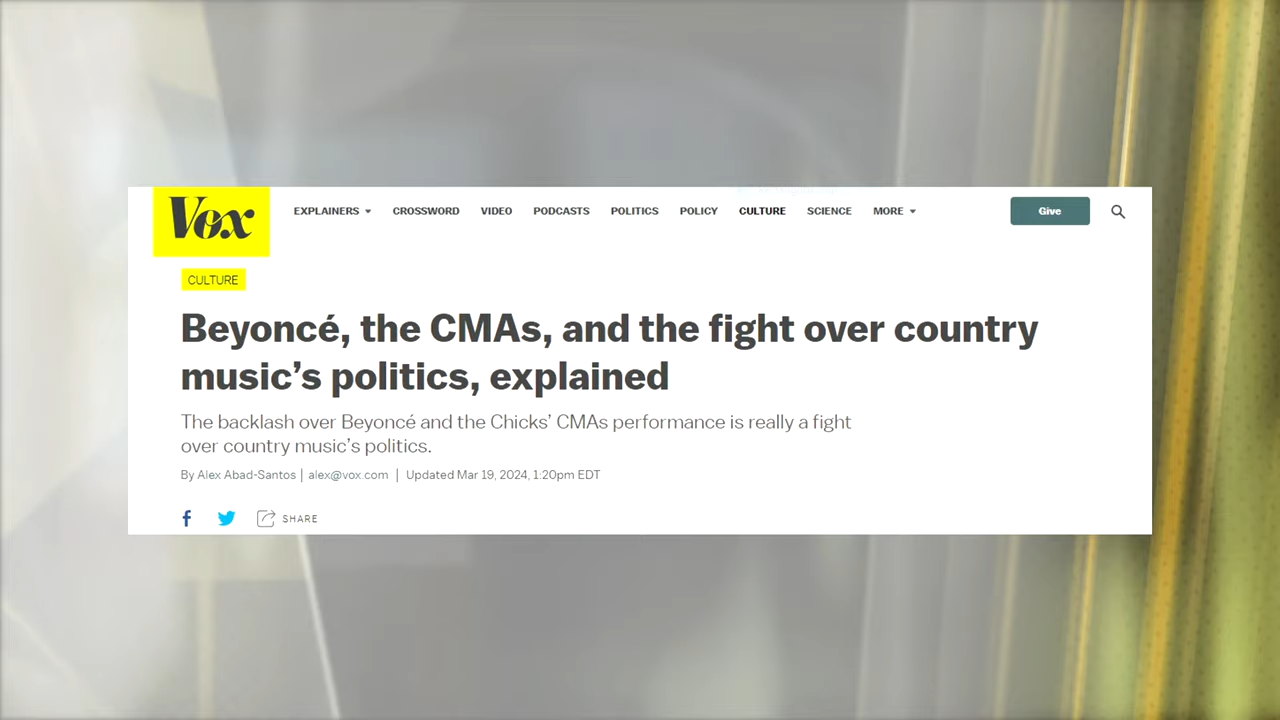 Vox
EXPLAINERS CROSSWORD VIDEO PODCASTS POLITICS POLICY CULTURE SCIENCE MORE Give
CULTURE
Beyoncé, the CMAs, and the fight over country
music's politics, explained
The backlash over Beyoncé and the Chicks' CMAs performance is really a fight
over country music's politics.
By Alex Abad-Santos | alex@vox.com | Updated Mar 19, 2024, 1:20pm EDT
SHARE